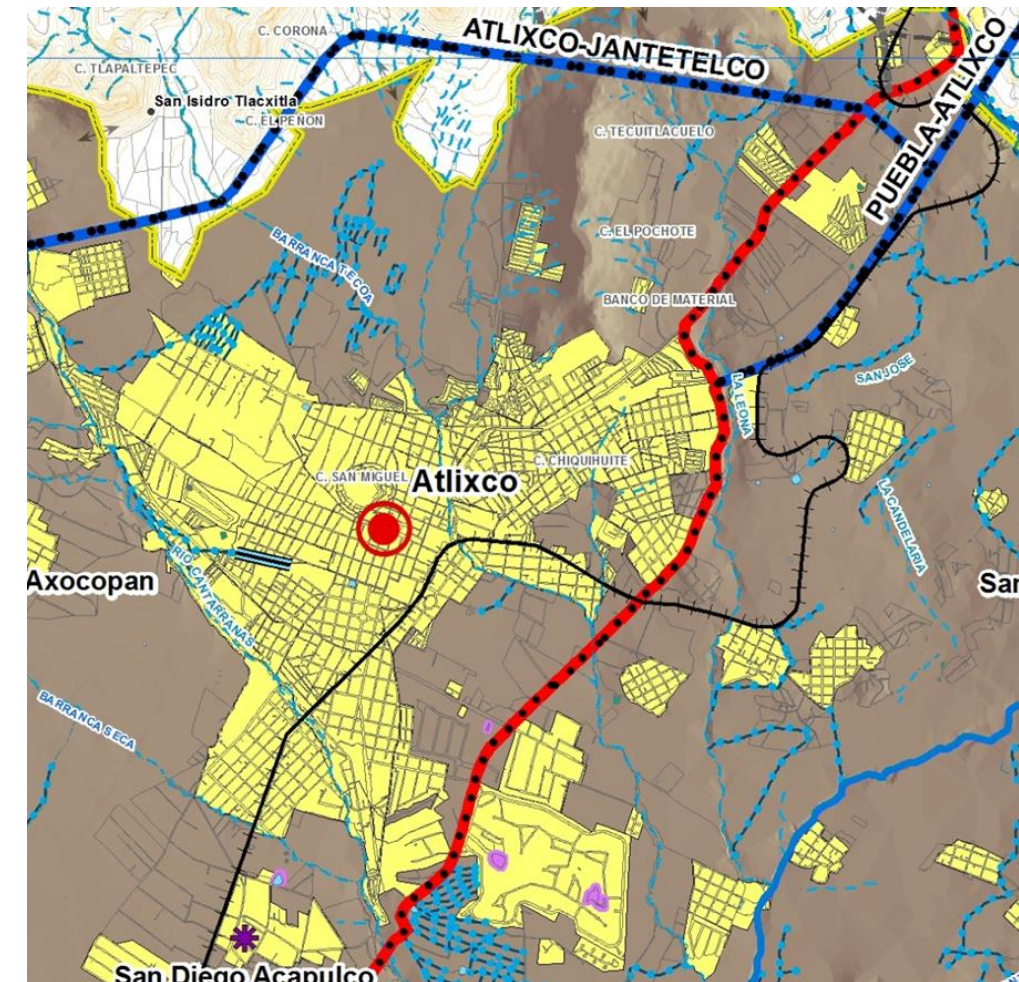 C. CORONA
ATLIXCO-JANTETELCO
C. TLAPALTEPEC
PUEBLA-ATLIXCO
San Isidro Tlacxitla
C. EL PEÑON
C. TECUITLACUELO
C. EL POCHOTE
BARRANCA TECOA
BANCO DE MATERIAL
SAN JOSE
LA LEONA
C. CHIQUIHUITE
C. SAN MIGUEL
Atlixco
LA CANDELARIA
Axocopan
San
RIO CANTARRANAS
BARRANCA SECA
San Diego Acapulco